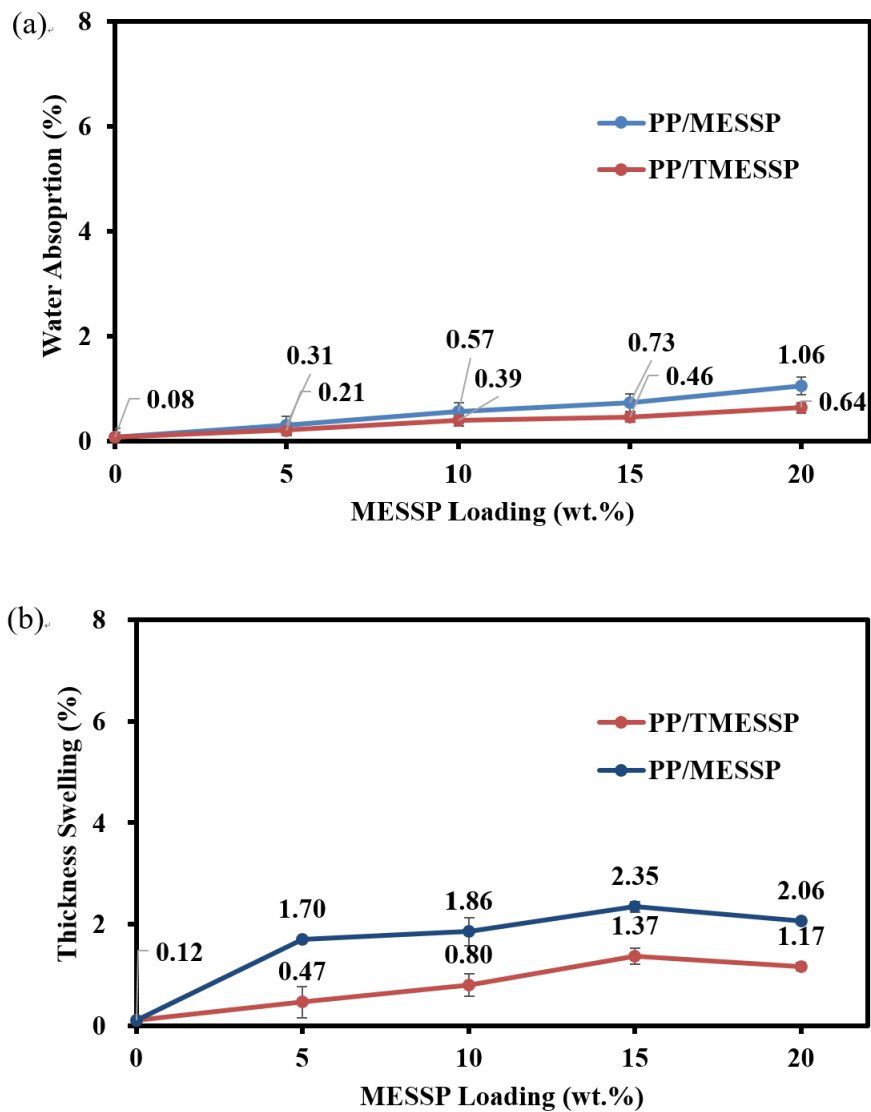 (a)
8
6
4
2
0
Water Absoprtion (%)
PP/MESSP
PP/TMESSP
0.08
0.31
0.21
0.57
0.39
0.73
0.46
1.06
0.64
0 5 10 15 20
MESSP Loading (wt.%)
(b)
8
6
4
2
0
Thickness Swelling (%)
PP/TMESSP
PP/MESSP
0.12
1.70
0.47
1.86
0.80
2.35
1.37
2.06
1.17
0 5 10 15 20
MESSP Loading (wt.%)